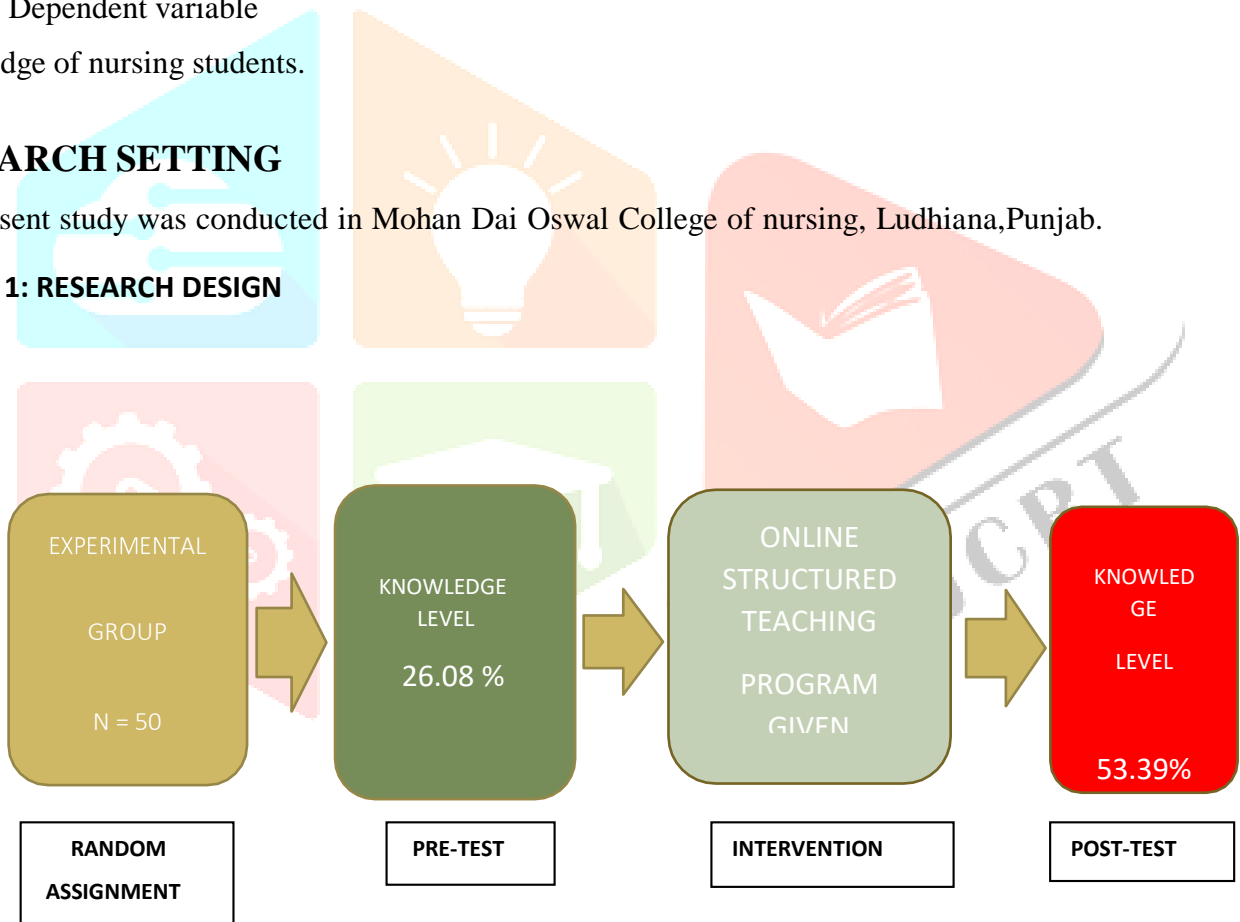 Dependent variable
dge of nursing students.
ARCH SETTING
sent study was conducted in Mohan Dai Oswal College of nursing, Ludhiana,Punjab.
1: RESEARCH DESIGN
EXPERIMENTAL
GROUP
N = 50
KNOWLEDGE
LEVEL
26.08 %
ONLINE
STRUCTURED
TEACHING
PROGRAM
GIVEN
KNOWLED
GE
LEVEL
53.39%
RANDOM
ASSIGNMENT
PRE-TEST
INTERVENTION
POST-TEST